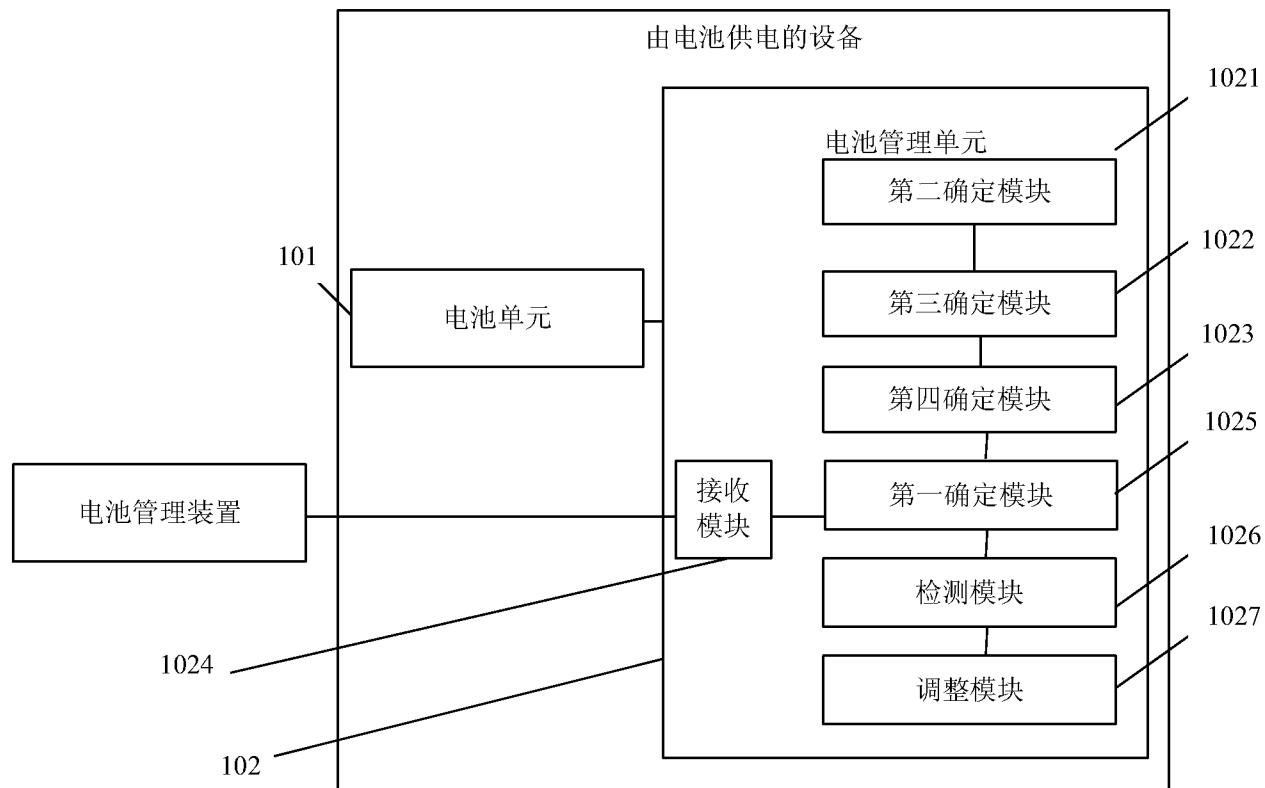 由电池供电的设备
1021
电池管理单元
第二确定模块
1022
101
第三确定模块
电池单元
1023
第四确定模块
1025
电池管理装置
接收
模块
第一确定模块
1026
检测模块
1027
1024
调整模块
102